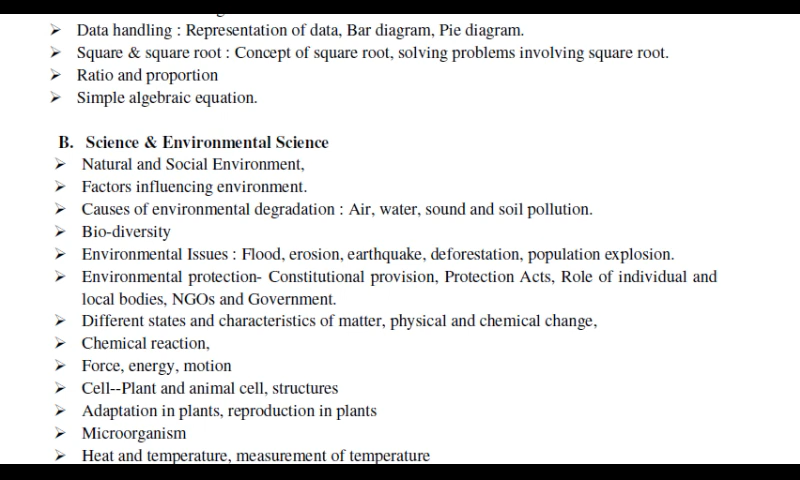 ➢ Data handling : Representation of data, Bar diagram, Pie diagram.
➢ Square & square root : Concept of square root, solving problems involving square root.
➢ Ratio and proportion
➢ Simple algebraic equation.
B. Science & Environmental Science
➢ Natural and Social Environment,
➢ Factors influencing environment.
➢ Causes of environmental degradation : Air, water, sound and soil pollution.
➢ Bio-diversity
➢ Environmental Issues : Flood, erosion, earthquake, deforestation, population explosion.
➢ Environmental protection- Constitutional provision, Protection Acts, Role of individual and
local bodies, NGOs and Government.
➢ Different states and characteristics of matter, physical and chemical change,
➢ Chemical reaction,
➢ Force, energy, motion
➢ Cell--Plant and animal cell, structures
➢ Adaptation in plants, reproduction in plants
➢ Microorganism
➢ Heat and temperature, measurement of temperature